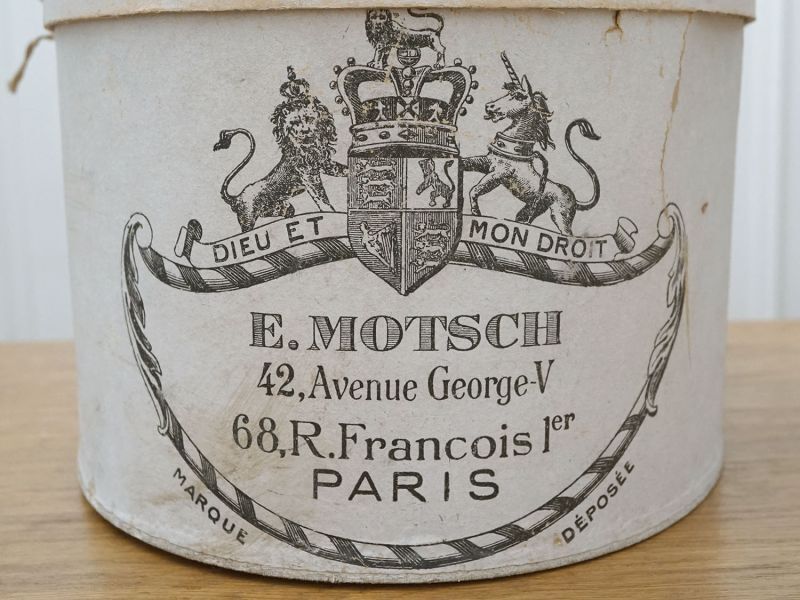 DIEU ET MON DROIT
E. MOTSCH
42, Avenue George-V
68, R. Francois 1er
PARIS
MARQUE DÉPOSÉE